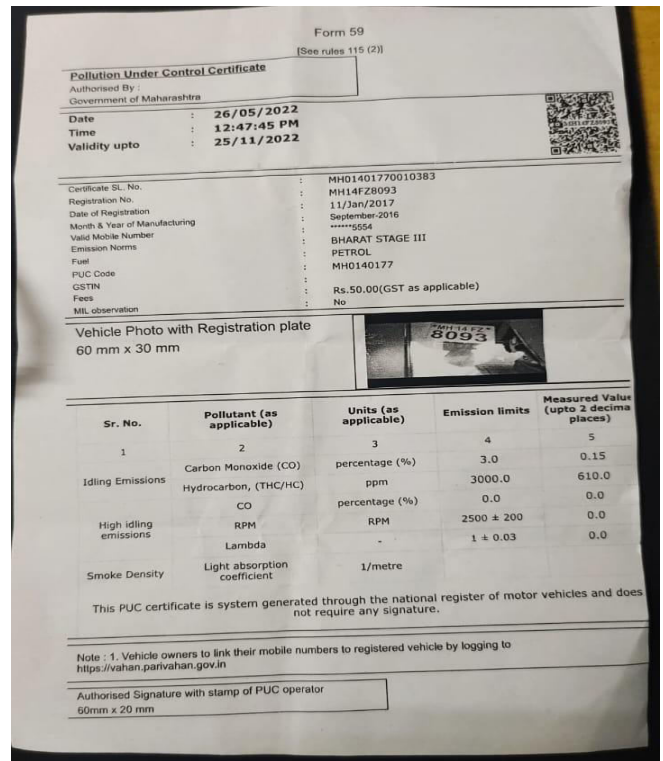 Form 59
[See rules 115 (2)]
Pollution Under Control Certificate
Authorised By :
Government of Maharashtra
Date : 26/05/2022
Time : 12:47:45 PM
Validity upto : 25/11/2022
Certificate SL. No. : MH01401770010383
Registration No. : MH14FZ8093
Date of Registration : 11/Jan/2017
Month & Year of Manufacturing : September-2016
Valid Mobile Number : ******5554
Emission Norms : BHARAT STAGE III
Fuel : PETROL
PUC Code : MH0140177
GSTIN :
Fees : Rs.50.00(GST as applicable)
MIL observation : No
Vehicle Photo with Registration plate
60 mm x 30 mm
MH14 FZ
8093
Sr. No. Pollutant (as applicable) Units (as applicable) Emission limits Measured Value (upto 2 decima places)
1 2 3 4 5
Idling Emissions Carbon Monoxide (CO) percentage (%) 3.0 0.15
Hydrocarbon, (THC/HC) ppm 3000.0 610.0
High idling emissions CO percentage (%) 0.0 0.0
RPM RPM 2500 ± 200 0.0
Lambda - 1 ± 0.03 0.0
Smoke Density Light absorption coefficient 1/metre
This PUC certificate is system generated through the national register of motor vehicles and does
not require any signature.
Note : 1. Vehicle owners to link their mobile numbers to registered vehicle by logging to
https://vahan.parivahan.gov.in
Authorised Signature with stamp of PUC operator
60mm x 20 mm